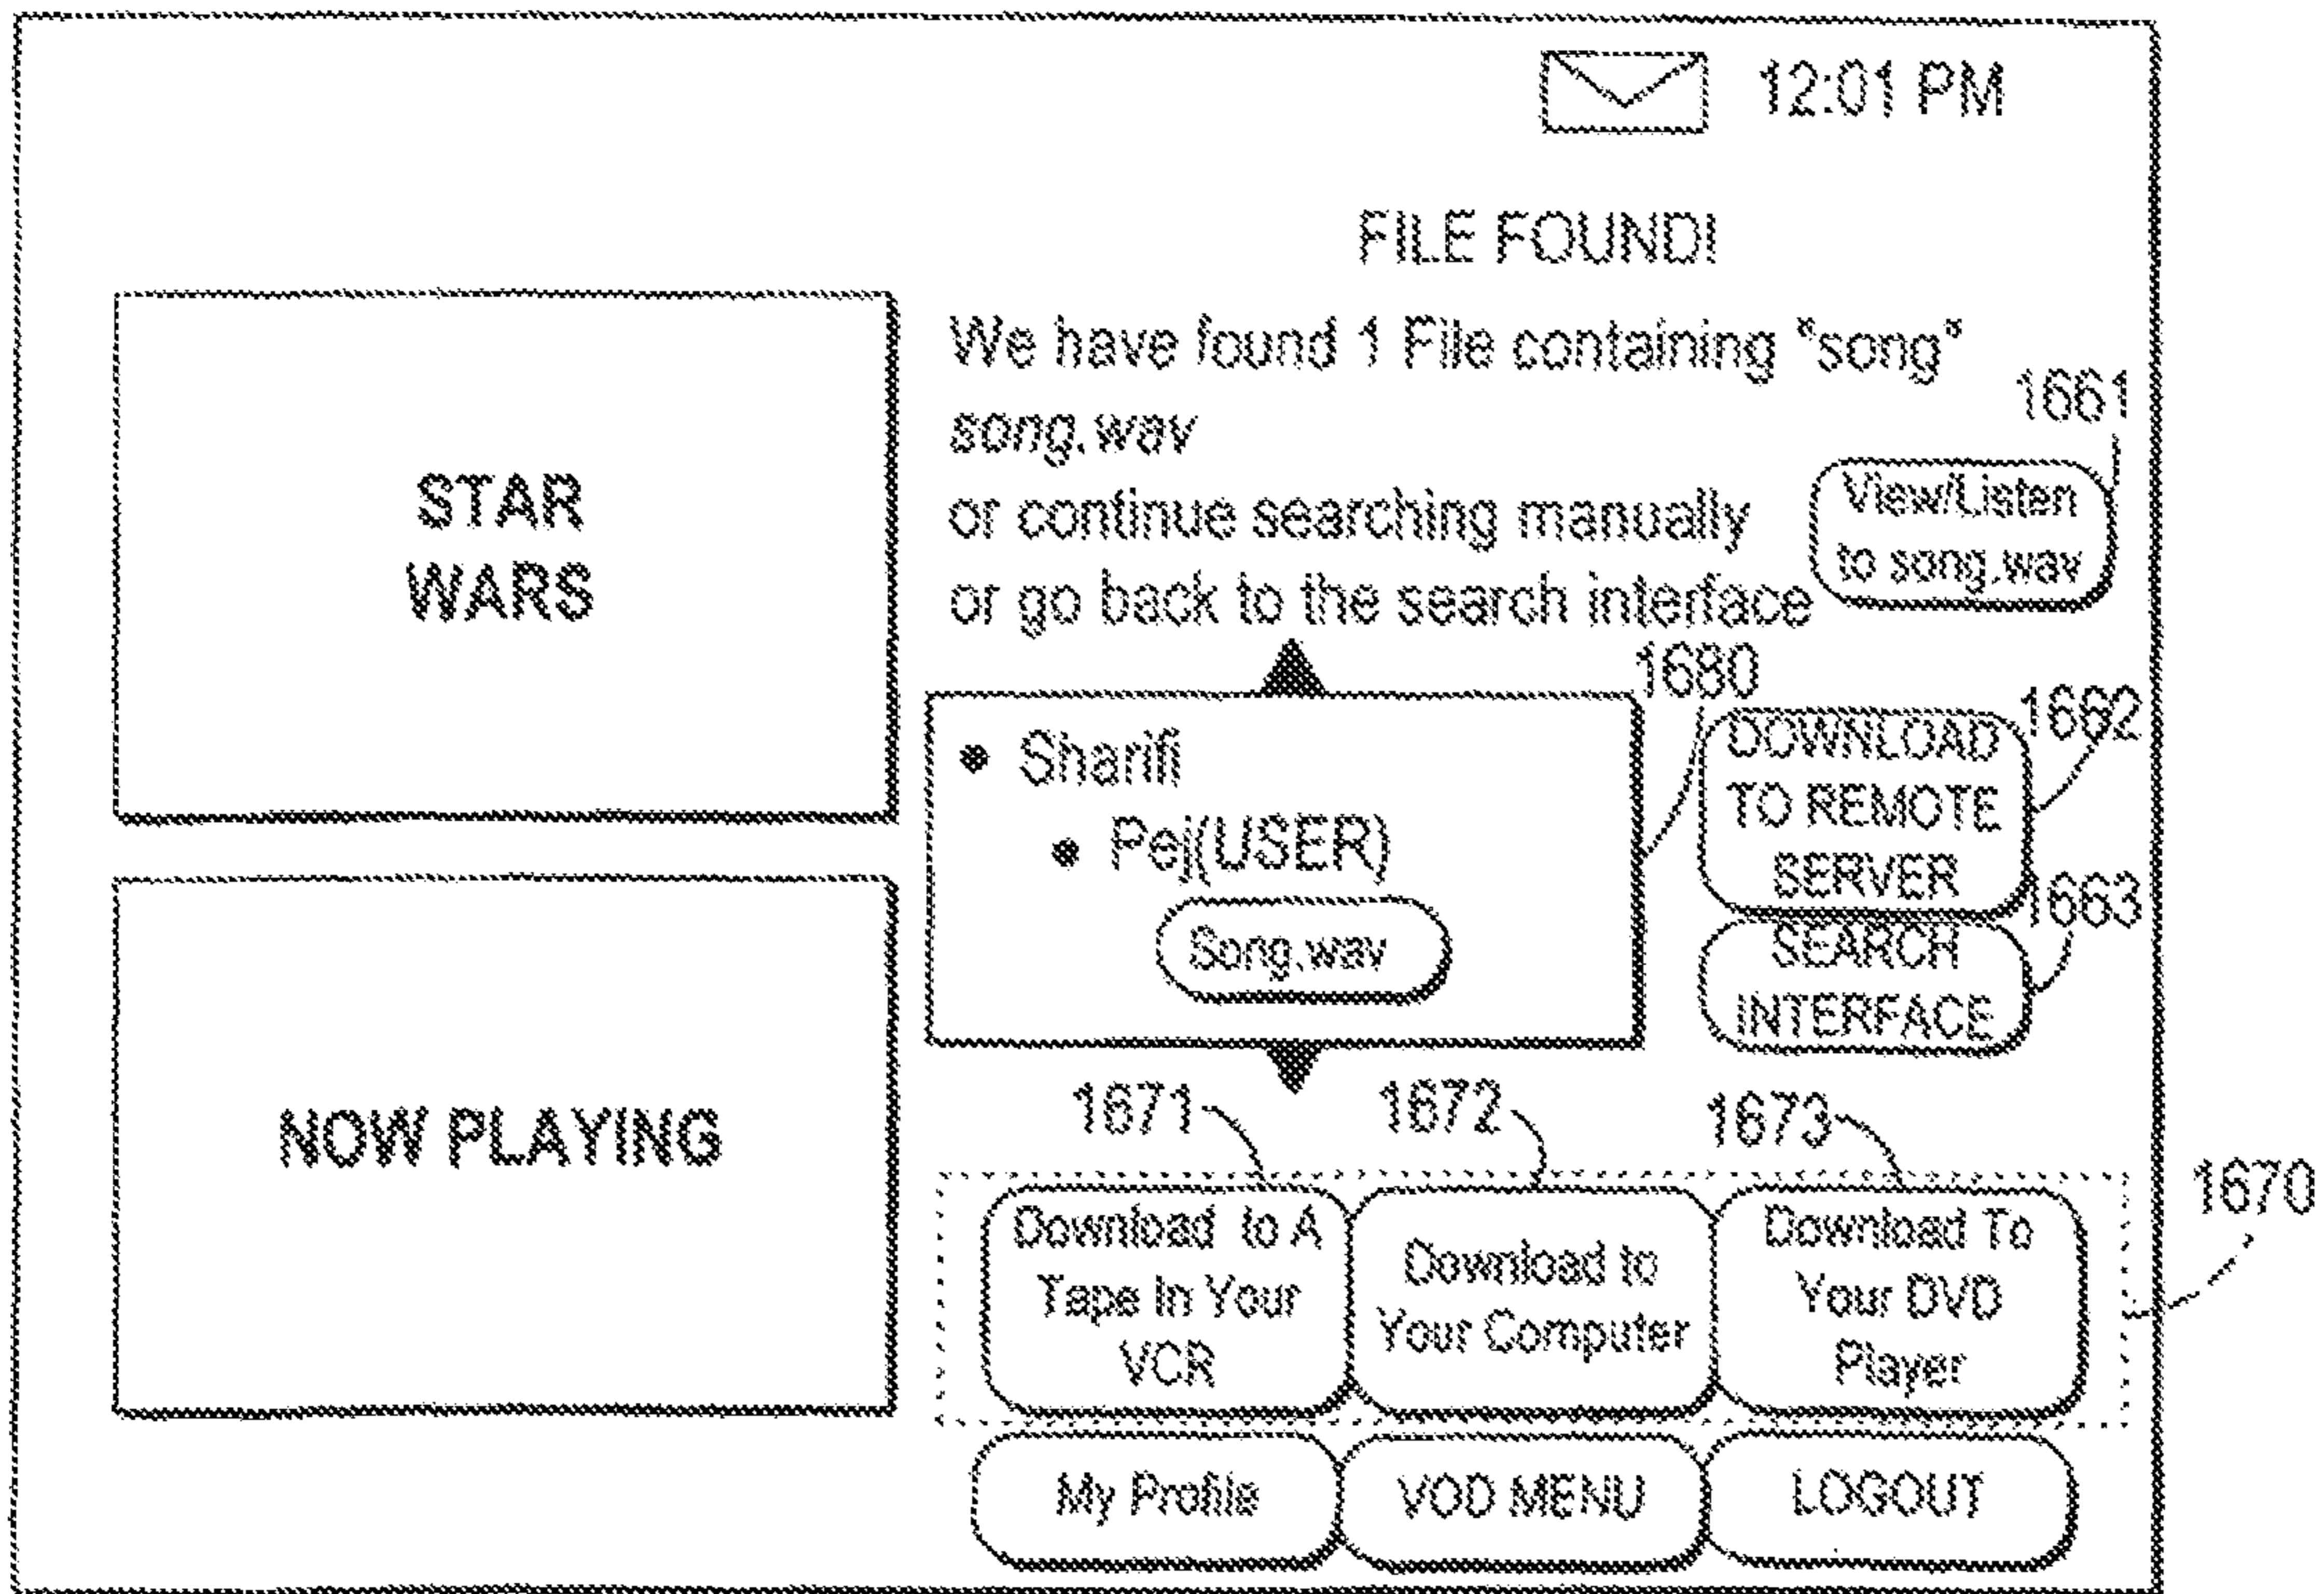 12:01 PM
FILE FOUND!
We have found 1 File containing "song"
song.wav
or continue searching manually
or go back to the search interface
1661
View/Listen
to song.wav
STAR
WARS
1680
• Sharifi
• Pej(USER)
Song.wav
1662
DOWNLOAD
TO REMOTE
SERVER
1663
SEARCH
INTERFACE
NOW PLAYING
1671
1672
1673
1670
Download to A
Tape In Your
VCR
Download to
Your Computer
Download To
Your DVD
Player
My Profile
VOD MENU
LOGOUT